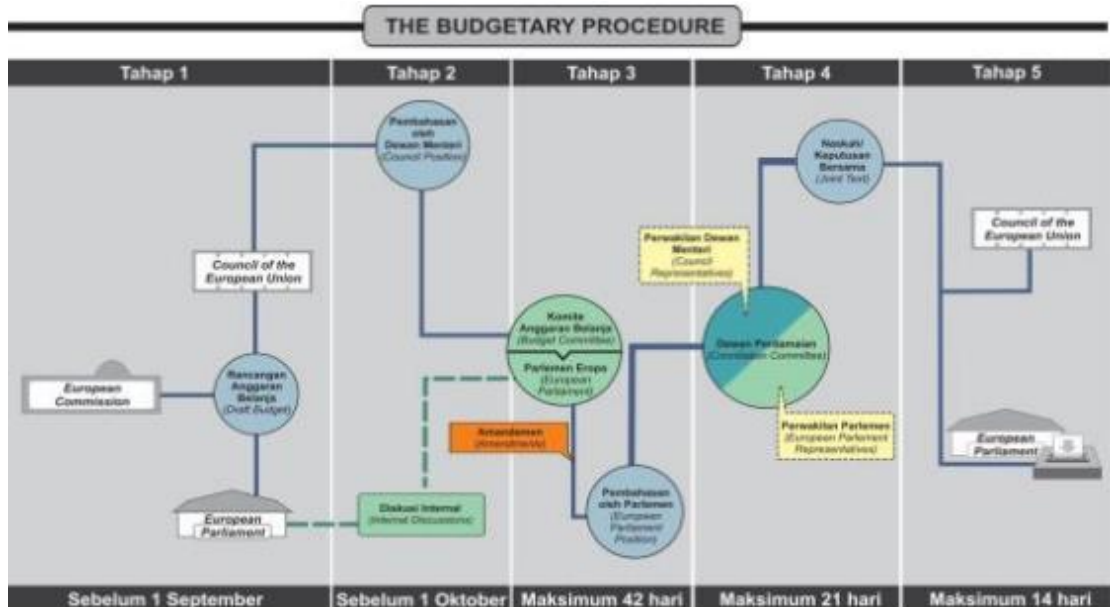 THE BUDGETARY PROCEDURE
Tahap 1
Tahap 2
Tahap 3
Tahap 4
Tahap 5
Council of the
European Union
European
Commission
Rancangan
Anggaran
Belanja
(Draft Budget)
European
Parliament
Pembahasan
oleh
Dewan Menteri
(Council Position)
Diskusi Internal
(Internal Discussions)
Komite
Anggaran Belanja
(Budget Committee)
Parlemen Eropa
(European
Parliament)
Amandemen
(Amendments)
Pembahasan
oleh Parlemen
(European
Parliament
Position)
Naskah/
Keputusan
Bersama
(Joint Text)
Perwakilan Dewan
Menteri
(Council
Representatives)
Dewan Perdamaian
Committee)
Perwakilan Parlemen
(European Parlement
Representatives)
Council of the
European Union
European
Parliament
Sebelum 1 September
Sebelum 1 Oktober
Maksimum 42 hari
Maksimum 21 hari
Maksimum 14 hari